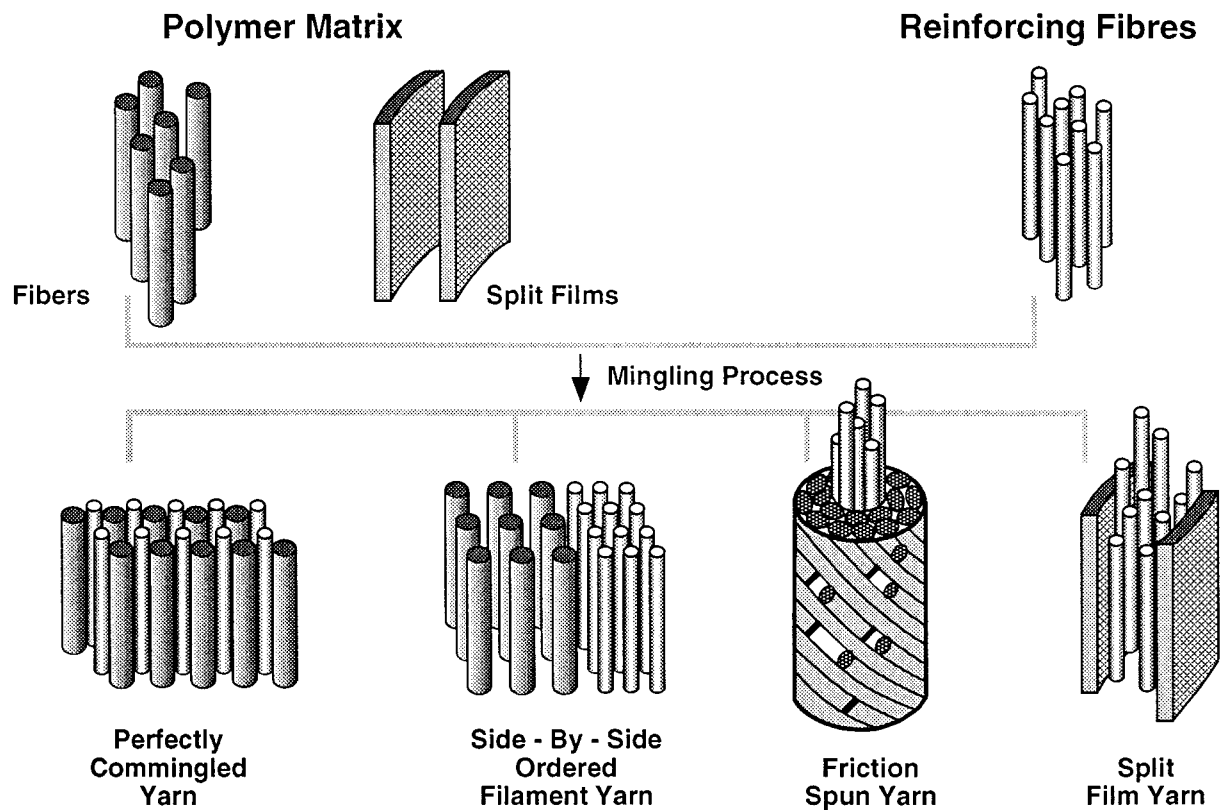 Polymer Matrix
Reinforcing Fibres
Fibers
Split Films
Mingling Process
Perfectly
Commingled
Yarn
Side - By - Side
Ordered
Filament Yarn
Friction
Spun Yarn
Split
Film Yarn